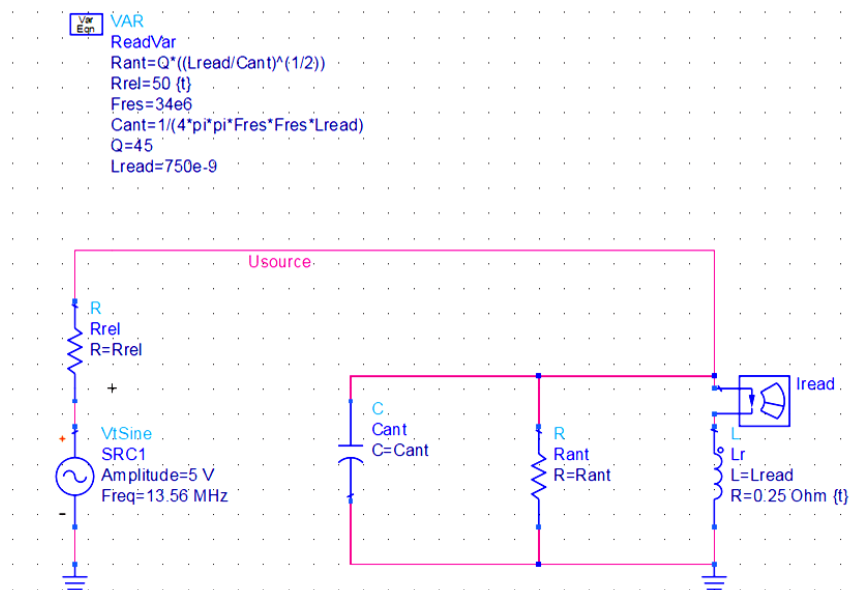 Var
Eqn
VAR
ReadVar
Rant=Q*((Lread/Cant)^(1/2))
Rrel=50 {t}
Fres=34e6
Cant=1/(4*pi*pi*Fres*Fres*Lread)
Q=45
Lread=750e-9
Usource
R
Rrel
R=Rrel
+
+
VtSine
SRC1
Amplitude=5 V
Freq=13.56 MHz
-
C
Cant
C=Cant
R
Rant
R=Rant
Iread
L
Lr
L=Lread
R=0.25 Ohm {t}